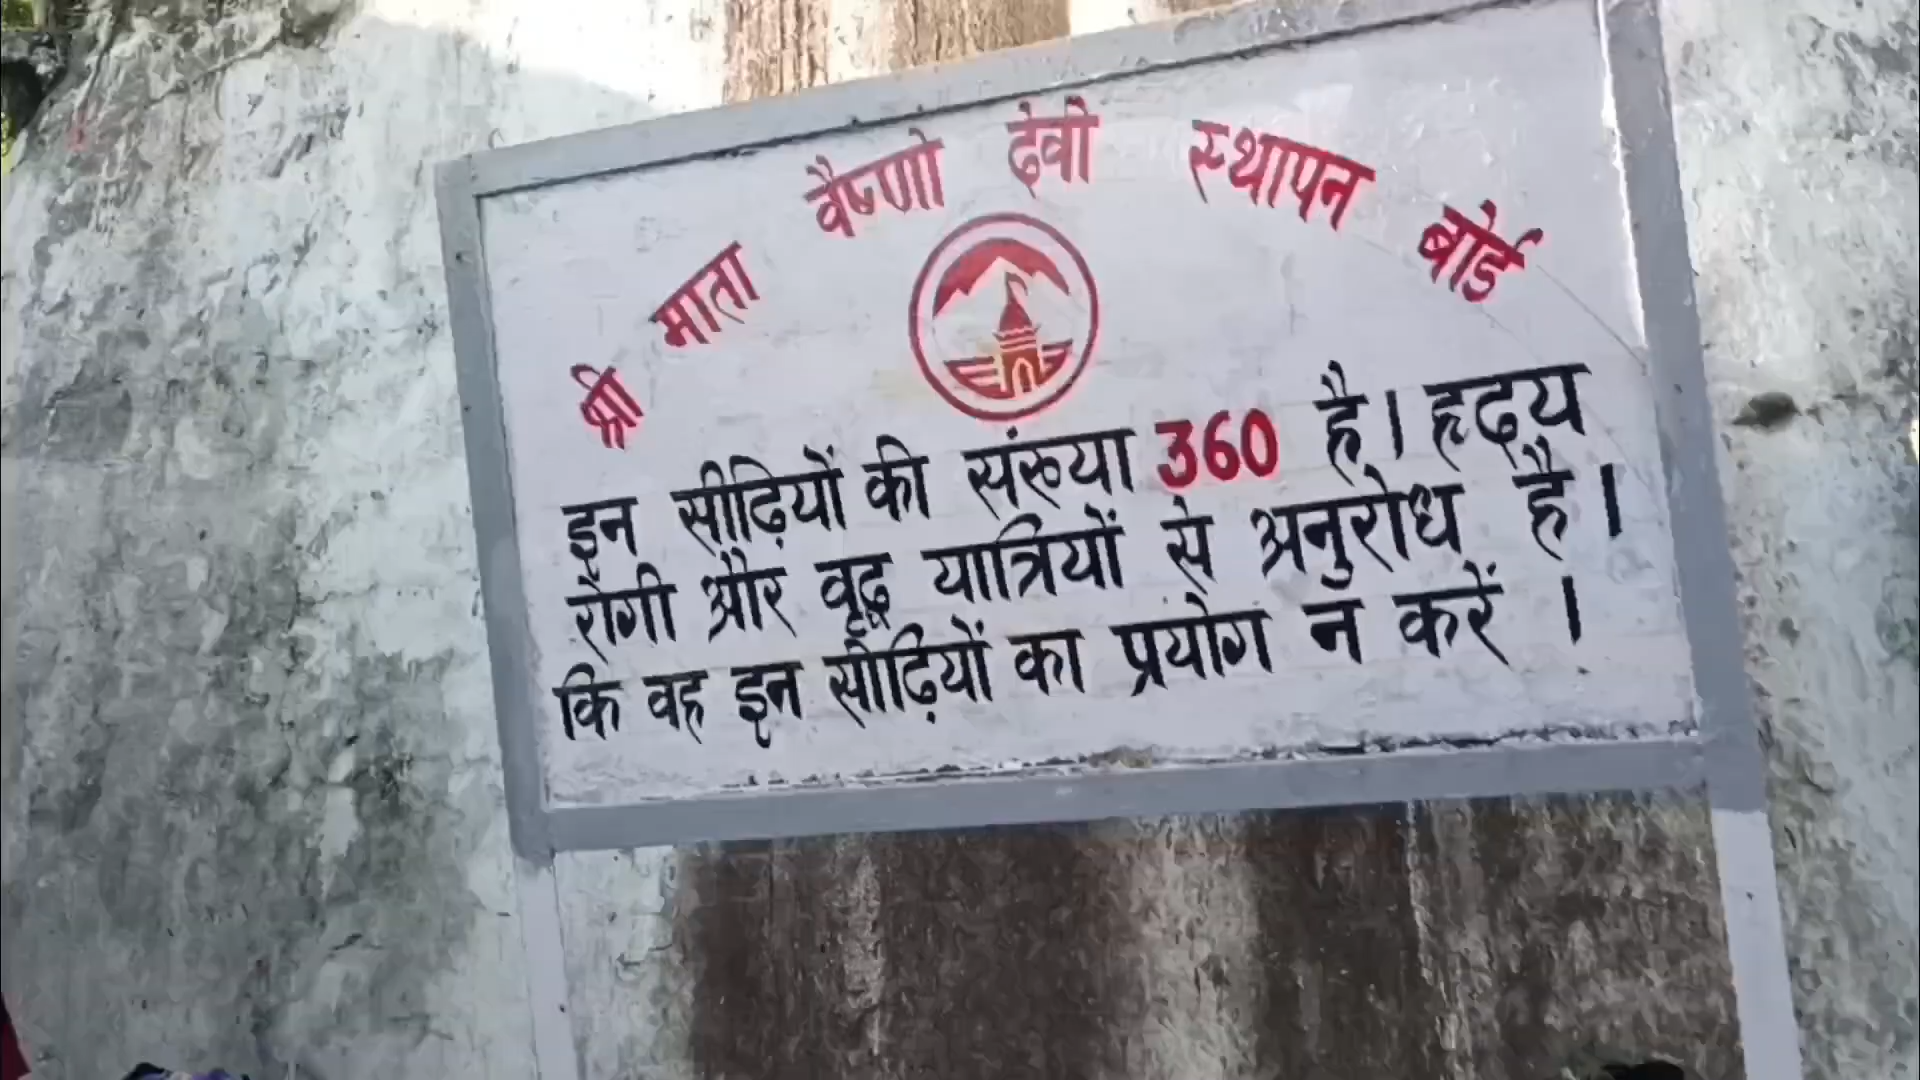 श्री माता वैष्णो देवी स्थापन बोर्ड
इन सीढ़ियों की संख्या 360 है। हृदय
रोगी और वृद्ध यात्रियों से अनुरोध है।
कि वह इन सीढ़ियों का प्रयोग न करें ।